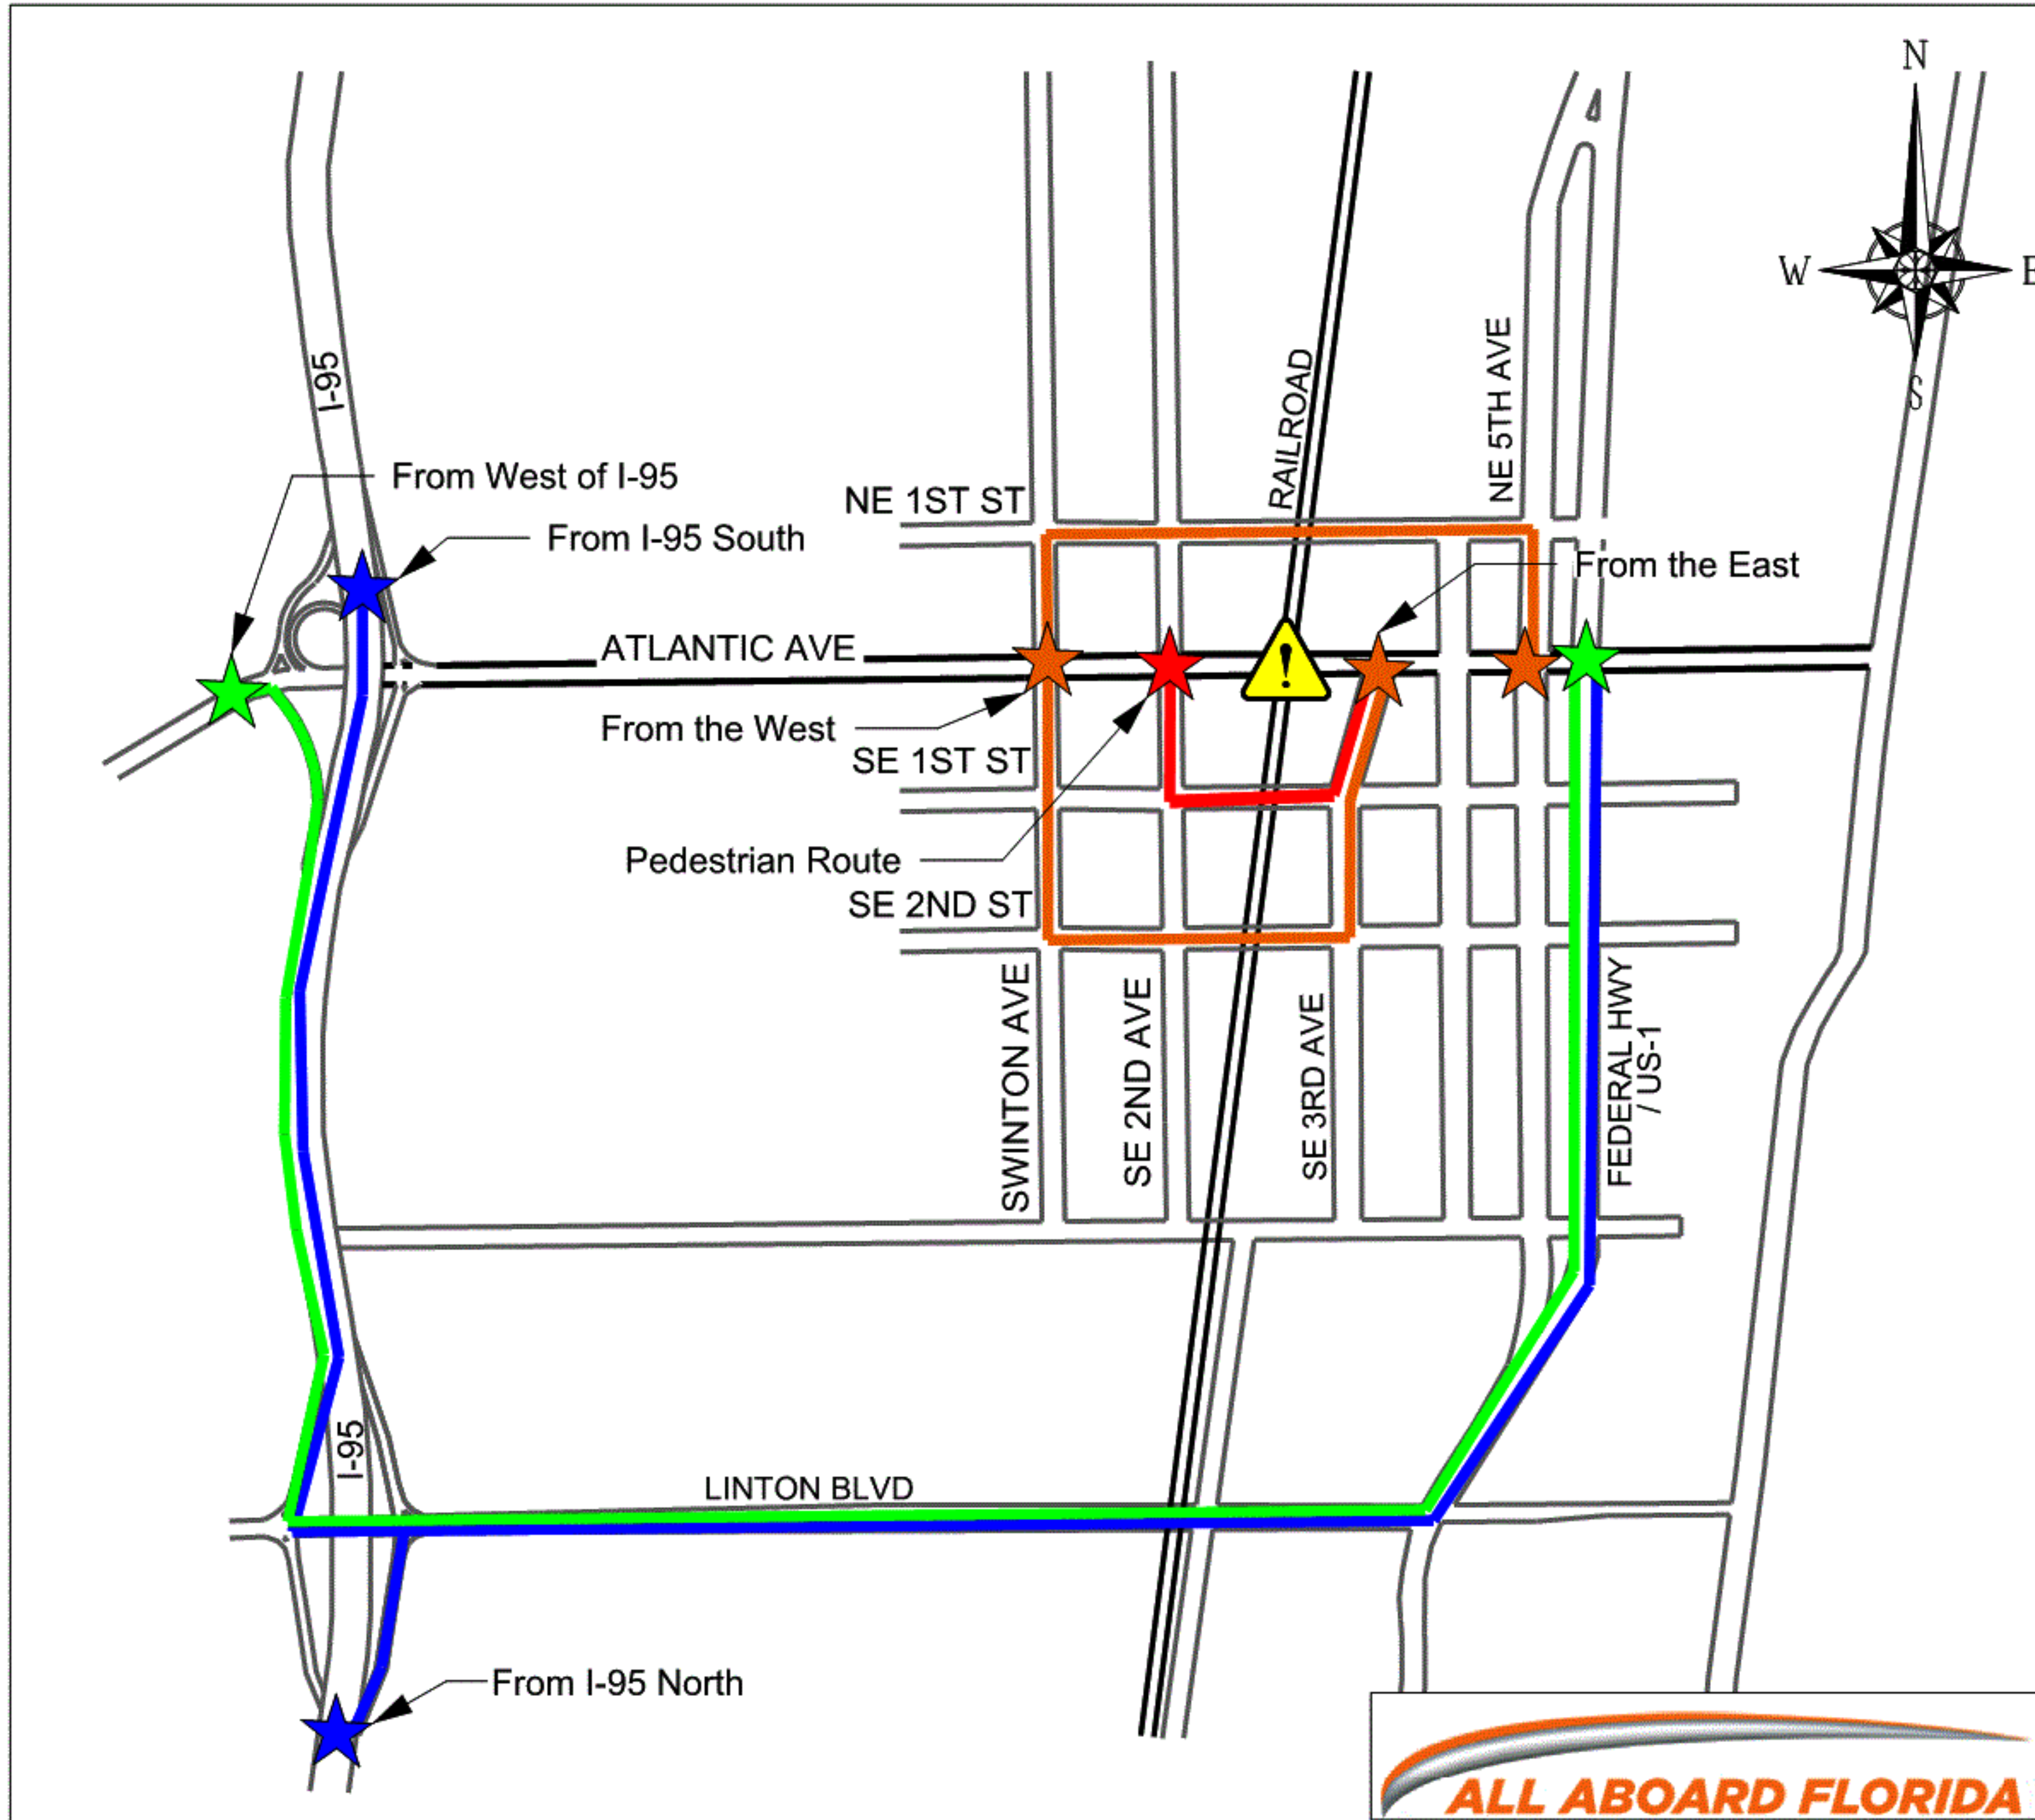 N
W
E
S
I-95
RAILROAD
NE 5TH AVE
From West of I-95
NE 1ST ST
From I-95 South
From the East
ATLANTIC AVE
!
From the West
SE 1ST ST
Pedestrian Route
SE 2ND ST
SWINTON AVE
SE 2ND AVE
SE 3RD AVE
FEDERAL HWY
/ US-1
I-95
LINTON BLVD
From I-95 North
ALL ABOARD FLORIDA